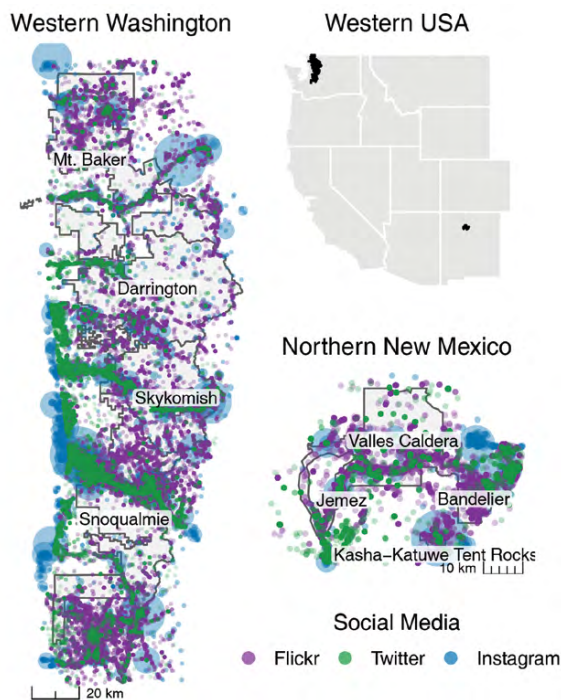 Western Washington
Western USA
Mt. Baker
Darrington
Skykomish
Snoqualmie
20 km
Northern New Mexico
Valles Caldera
Jemez
Bandelier
Kasha−Katuwe Tent Rocks
10 km
Social Media
Flickr
Twitter
Instagram